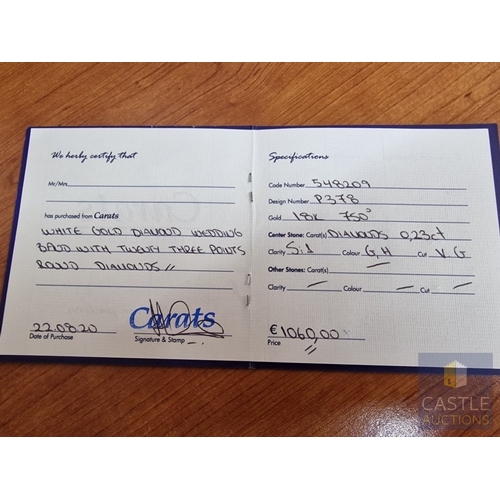 We herby certify that
Mr/Mrs
has purchased from Carats
WHITE GOLD DIAMOND WEDDING
BAND WITH TWENTY THREE POINTS
ROUND DIAMONDS //
22.08.20
Date of Purchase
Carats
Signature & Stamp
Specifications
Code Number 548209
Design Number P378
Gold 18K 750°
Center Stone: Carat(s) DIAMONDS 0,23ct
Clarity Si1 Colour G,H Cut V.G
Other Stones: Carat(s) —
Clarity — Colour — Cut —
€1060,00
Price
CASTLE
AUCTIONS